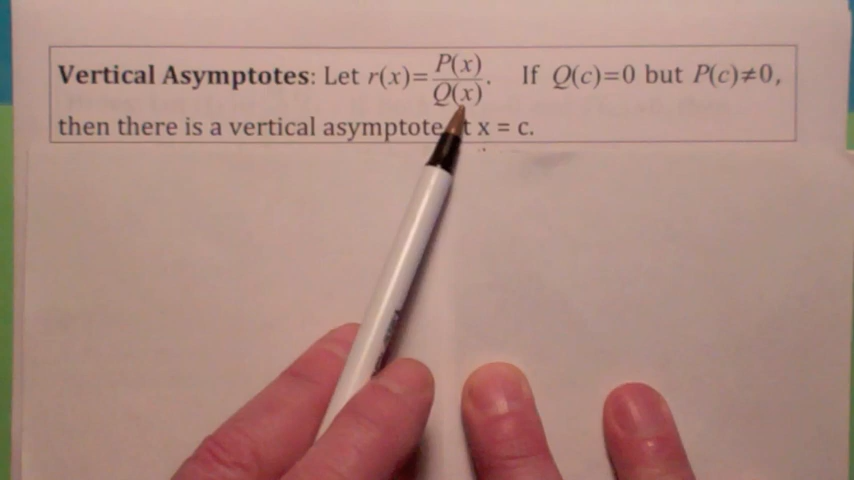 Vertical Asymptotes: Let r(x)=P(x)/Q(x). If Q(c)=0 but P(c)≠0,
then there is a vertical asymptote at x = c.